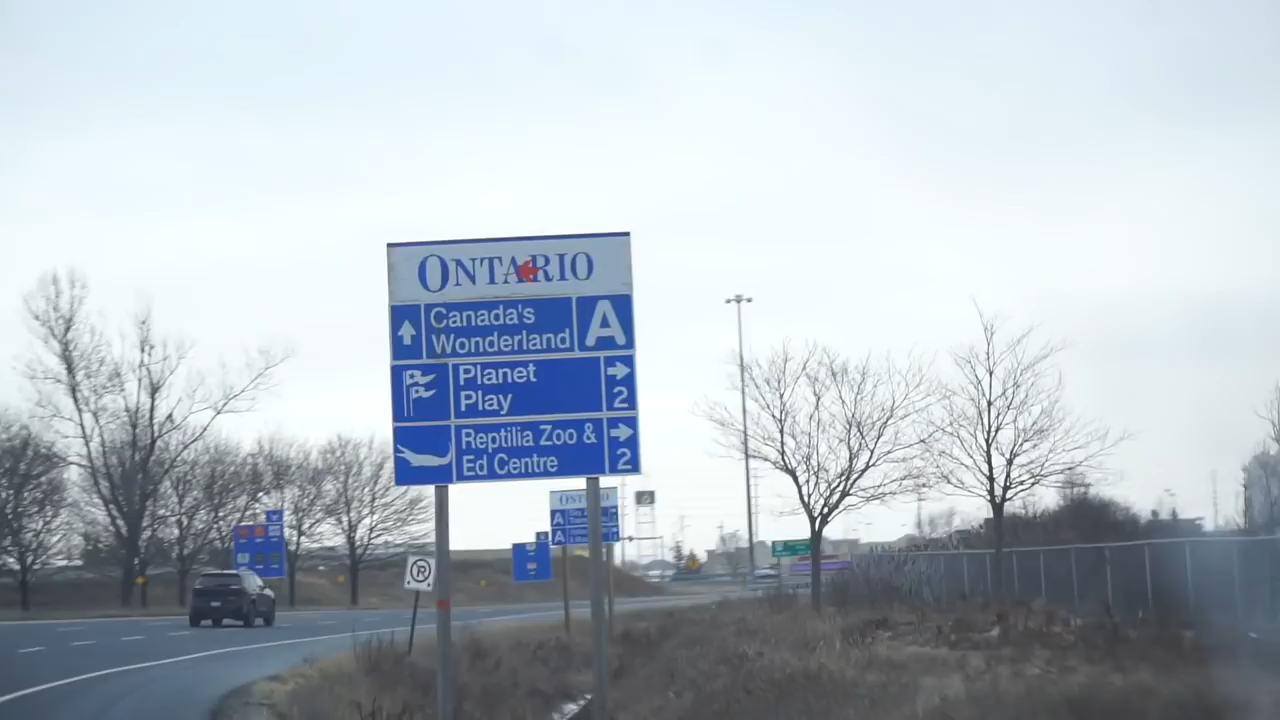 ONTARIO
Canada's
Wonderland
A
Planet
Play
2
Reptilia Zoo &
Ed Centre
2
A
A